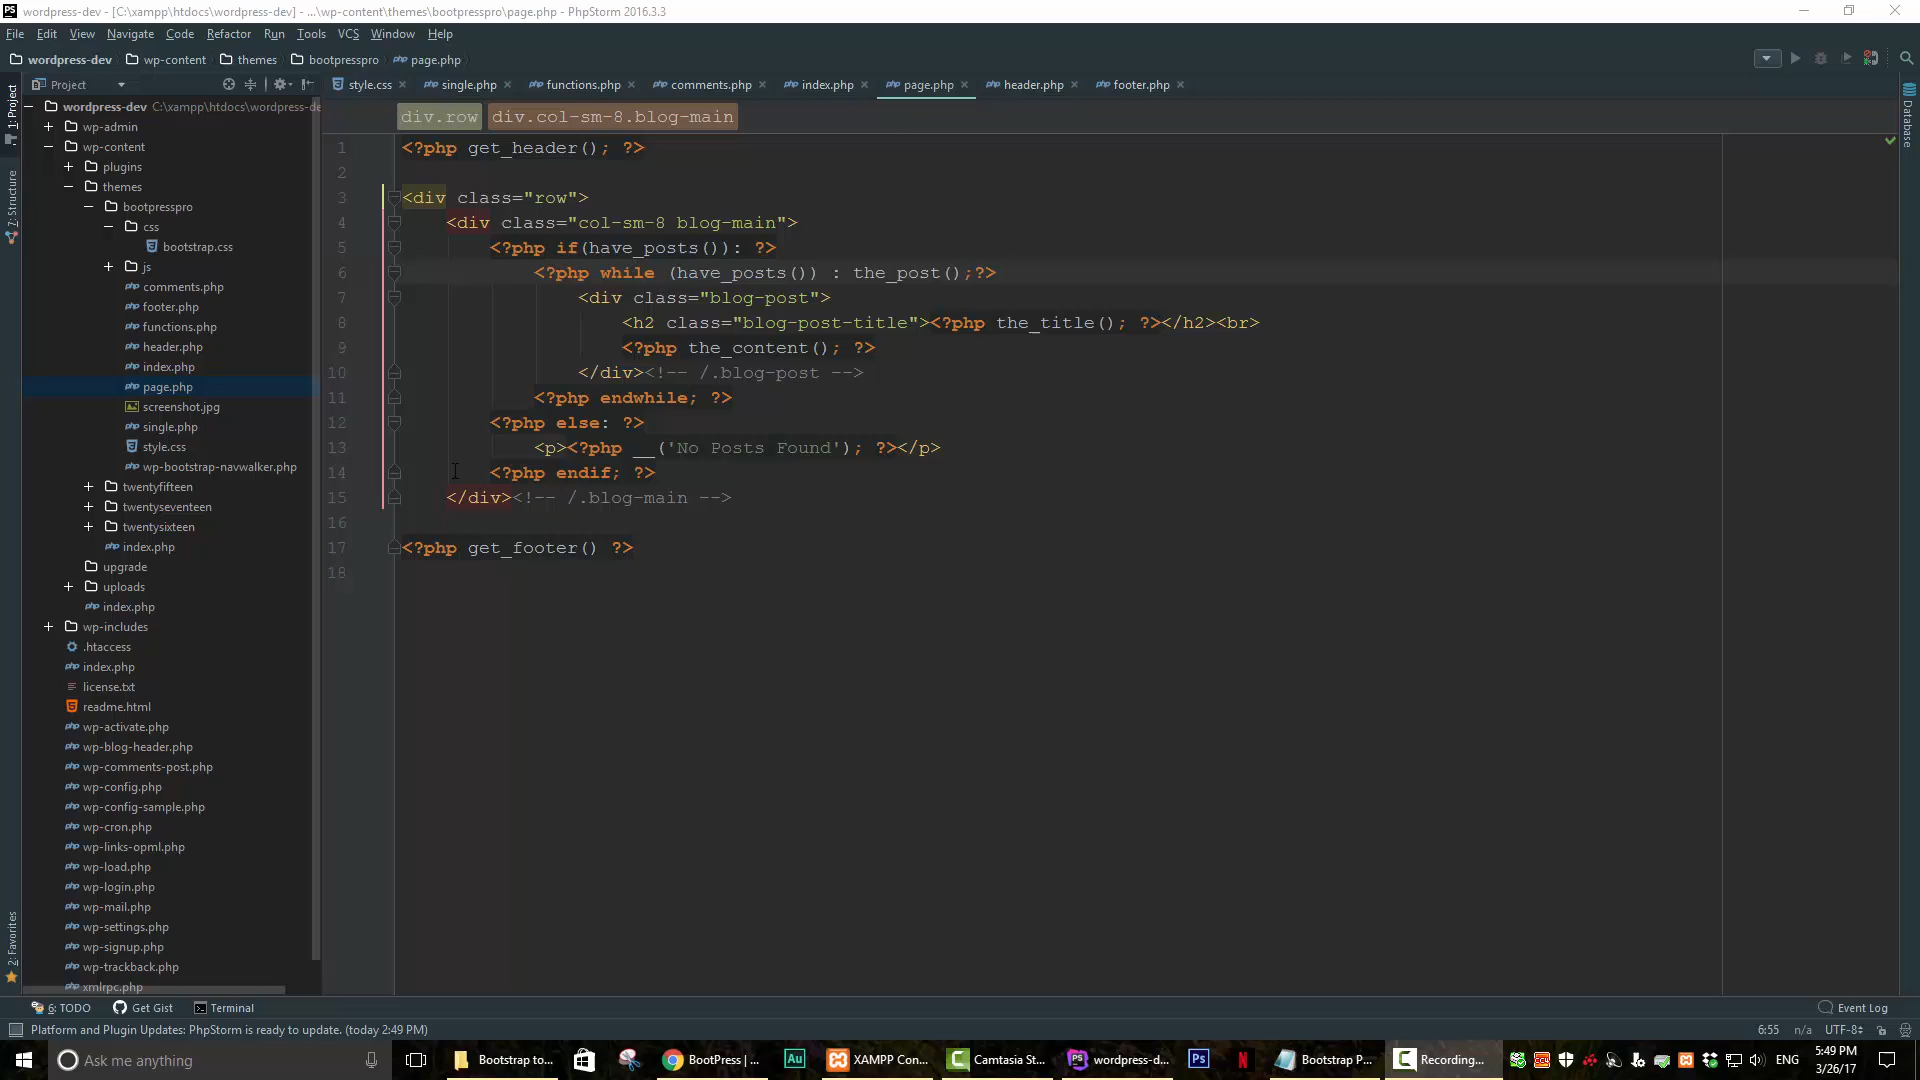 PS wordpress-dev - [C:\xampp\htdocs\wordpress-dev] - ...\wp-content\themes\bootpresspro\page.php - PhpStorm 2016.3.3
File Edit View Navigate Code Refactor Run Tools VCS Window Help
wordpress-dev wp-content themes bootpresspro page.php
Project
style.css single.php functions.php comments.php index.php page.php header.php footer.php
1: Project
7: Structure
2: Favorites
Database
wordpress-dev C:\xampp\htdocs\wordpress-de
wp-admin
wp-content
plugins
themes
bootpresspro
css
bootstrap.css
js
comments.php
footer.php
functions.php
header.php
index.php
page.php
screenshot.jpg
single.php
style.css
wp-bootstrap-navwalker.php
twentyfifteen
twentyseventeen
twentysixteen
index.php
upgrade
uploads
index.php
wp-includes
.htaccess
index.php
license.txt
readme.html
wp-activate.php
wp-blog-header.php
wp-comments-post.php
wp-config.php
wp-config-sample.php
wp-cron.php
wp-links-opml.php
wp-load.php
wp-login.php
wp-mail.php
wp-settings.php
wp-signup.php
wp-trackback.php
xmlrpc.php
div.row div.col-sm-8.blog-main
1 <?php get_header(); ?>
2
3 <div class="row">
4 <div class="col-sm-8 blog-main">
5 <?php if(have_posts()): ?>
6 <?php while (have_posts()) : the_post();?>
7 <div class="blog-post">
8 <h2 class="blog-post-title"><?php the_title(); ?></h2><br>
9 <?php the_content(); ?>
10 </div><!-- /.blog-post -->
11 <?php endwhile; ?>
12 <?php else: ?>
13 <p><?php __('No Posts Found'); ?></p>
14 <?php endif; ?>
15 </div><!-- /.blog-main -->
16
17 <?php get_footer() ?>
18
6: TODO Get Gist Terminal Event Log
Platform and Plugin Updates: PhpStorm is ready to update. (today 2:49 PM) 6:55 n/a UTF-8
Ask me anything Bootstrap to... BootPress | ... Au XAMPP Con... Camtasia St... wordpress-d... Ps N Bootstrap P... Recording... ENG 5:49 PM
3/26/17